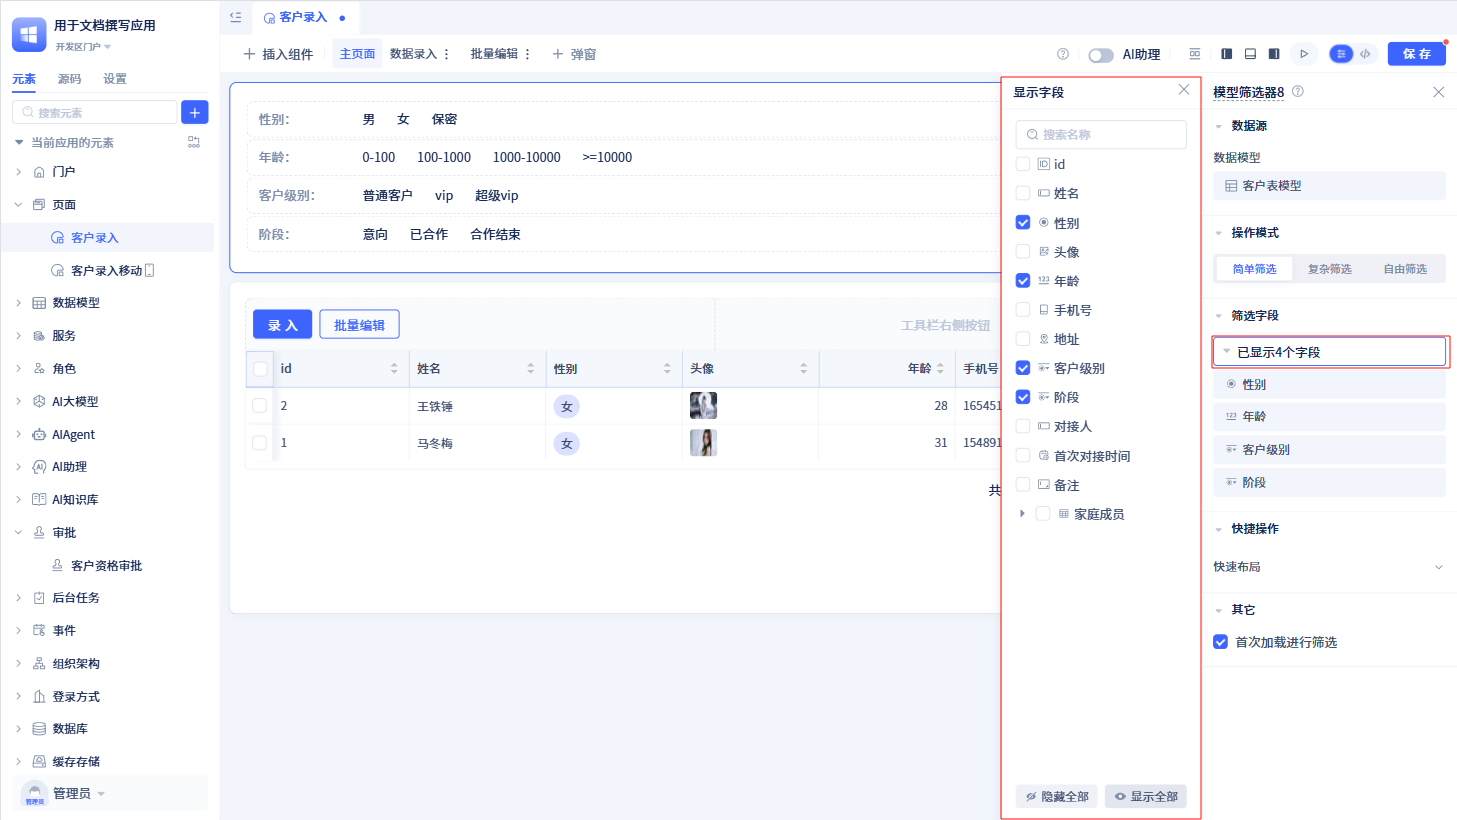 用于文档撰写应用
开发区门户
元素 源码 设置
搜索元素
当前应用的元素
门户
页面
客户录入
客户录入移动
数据模型
服务
角色
AI大模型
AIAgent
AI助理
AI知识库
审批
客户资格审批
后台任务
事件
组织架构
登录方式
数据库
缓存存储
管理员
管理员
客户录入
插入组件 主页面 数据录入 批量编辑 弹窗
AI助理
保存
性别: 男 女 保密
年龄: 0-100 100-1000 1000-10000 >=10000
客户级别: 普通客户 vip 超级vip
阶段: 意向 已合作 合作结束
录入 批量编辑 工具栏右侧按钮
id 姓名 性别 头像 年龄 手机号
2 王铁锤 女 28 165451
1 马冬梅 女 31 154891
共
显示字段
搜索名称
id
姓名
性别
头像
123 年龄
手机号
地址
客户级别
阶段
对接人
首次对接时间
备注
家庭成员
隐藏全部 显示全部
模型筛选器8
数据源
数据模型
客户表模型
操作模式
简单筛选 复杂筛选 自由筛选
筛选字段
已显示4个字段
性别
123 年龄
客户级别
阶段
快捷操作
快速布局
其它
首次加载进行筛选